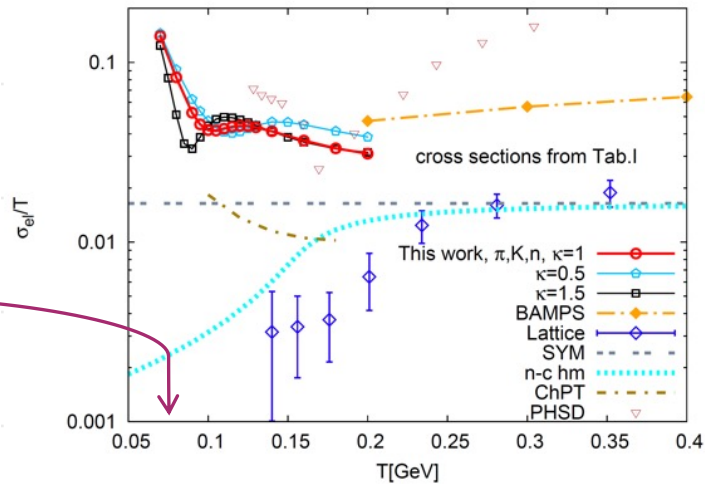 0.1
0.01
0.001
σel/T
0.05
0.1
0.15
0.2
0.25
0.3
0.35
0.4
T[GeV]
cross sections from Tab.I
This work, π,K,n, κ=1
κ=0.5
κ=1.5
BAMPS
Lattice
SYM
n-c hm
ChPT
PHSD